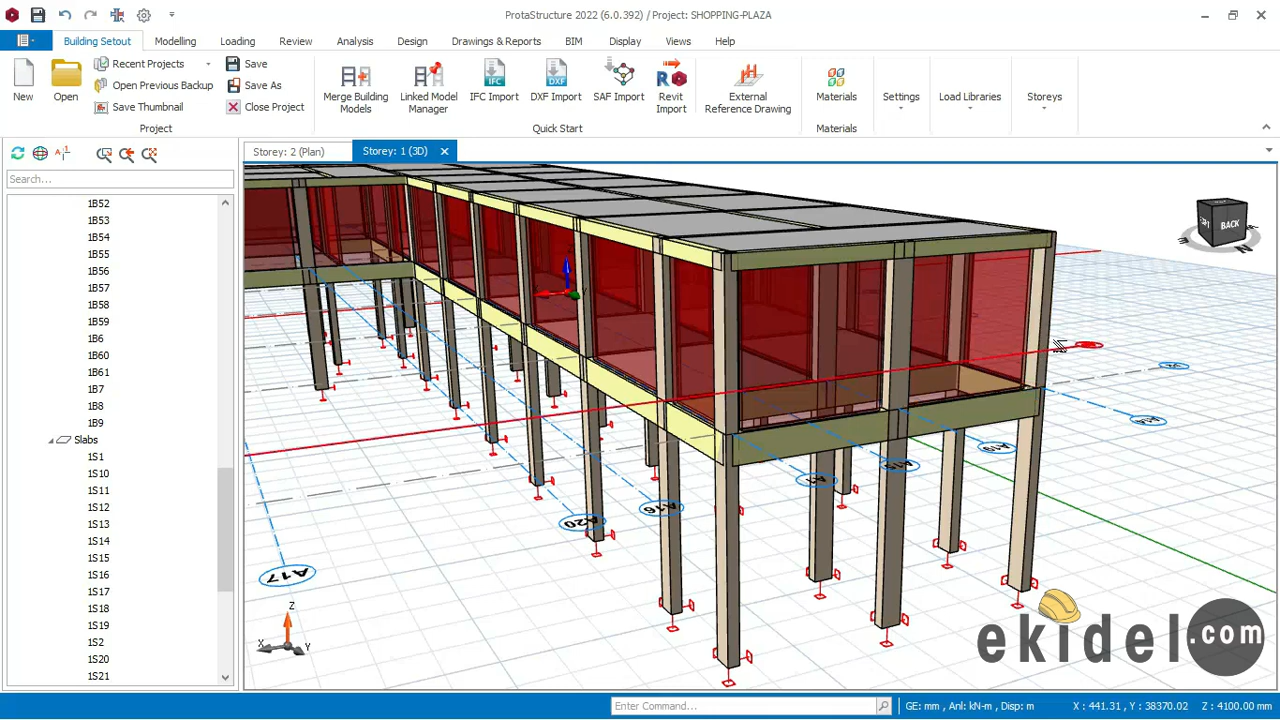 ProtaStructure 2022 (6.0.392) / Project: SHOPPING-PLAZA
Building Setout Modelling Loading Review Analysis Design Drawings & Reports BIM Display Views Help
New
Open
Recent Projects
Open Previous Backup
Save Thumbnail
Save
Save As
Close Project
Project
Merge Building Models
Linked Model Manager
IFC Import
DXF Import
SAF Import
Revit Import
External Reference Drawing
Quick Start
Materials
Materials
Settings
Load Libraries
Storeys
Storey: 2 (Plan)
Storey: 1 (3D)
Search...
1B52
1B53
1B54
1B55
1B56
1B57
1B58
1B59
1B6
1B60
1B61
1B7
1B8
1B9
Slabs
1S1
1S10
1S11
1S12
1S13
1S14
1S15
1S16
1S17
1S18
1S19
1S2
1S20
1S21
BACK
A20
A16
A17
Z
X
Y
ekidel.com
Enter Command...
GE: mm , Anl: kN-m , Disp: m
X : 441.31 , Y : 38370.02
Z : 4100.00 mm